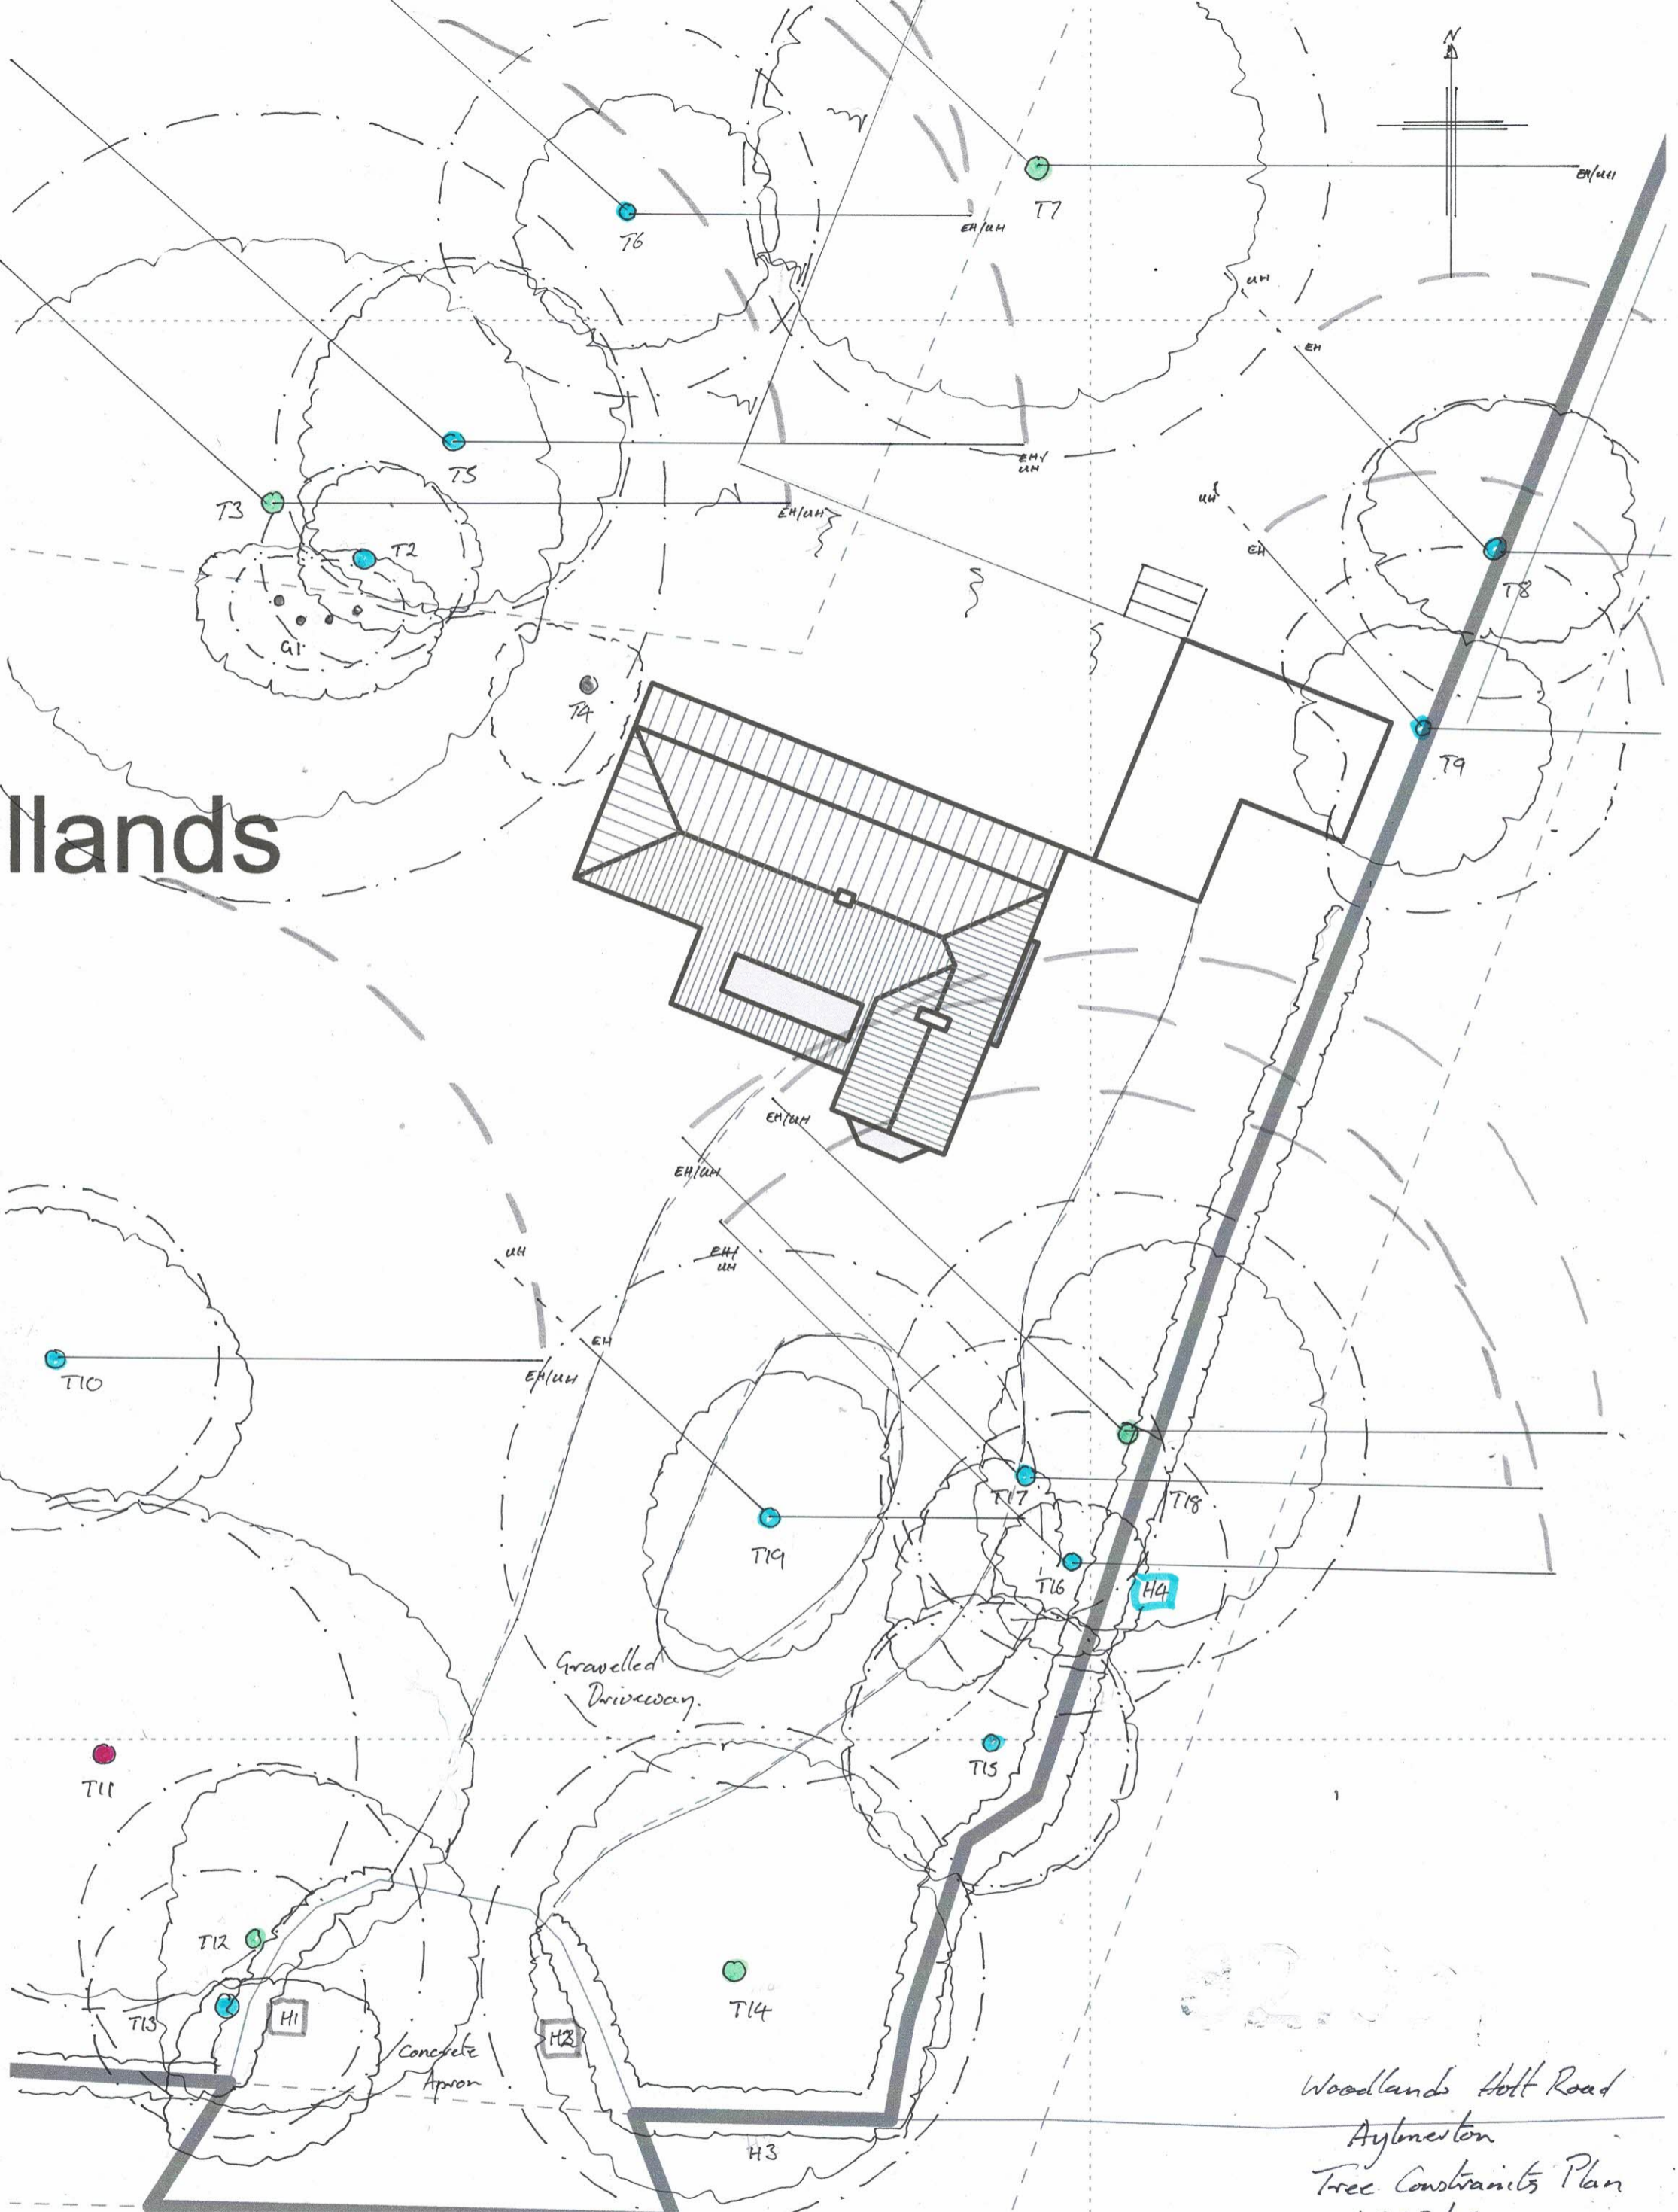 N
EH/UH
T7
T6
EH/UH
UH
EH
T5
EH/
UH
T3
EH/UH
UH
EH
T2
T8
G1
T4
T9
llands
EH/UH
EH/UH
EH/
UH
UH
EH
T10
EH/UH
T17
T18
T19
T16
H4
Gravelled
Driveway.
T15
T11
T12
T14
T13
H1
H2
Concrete
Apron
H3
Woodlands Holt Road
Aylmerton
Tree Constraints Plan